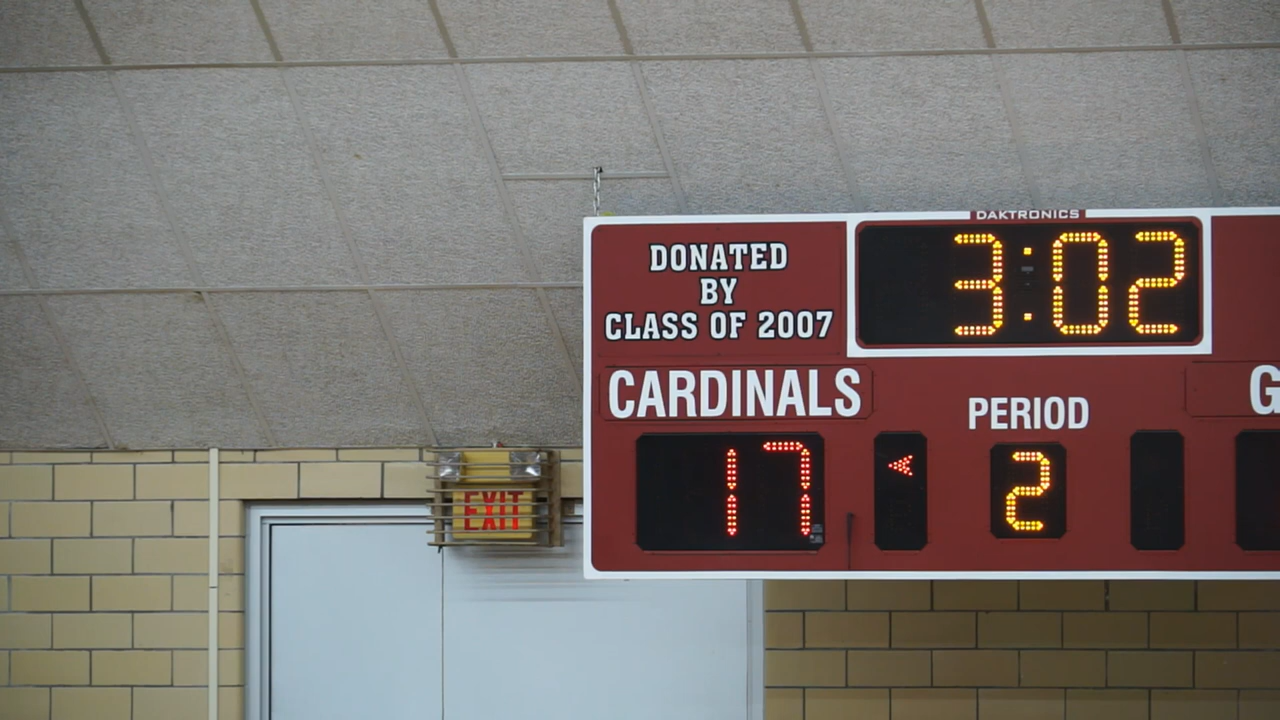 DAKTRONICS
DONATED
BY
CLASS OF 2007
3:02
CARDINALS
PERIOD
G
17
2
EXIT